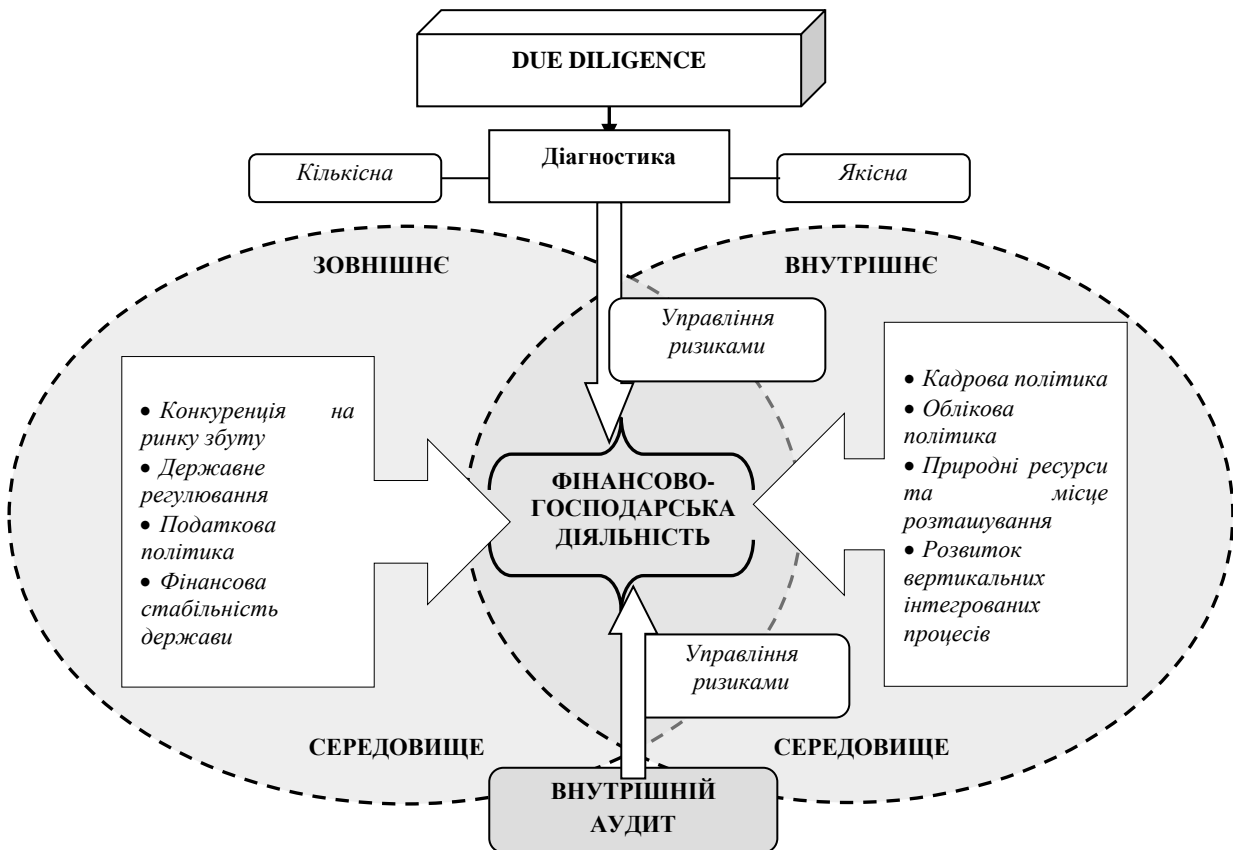 DUE DILIGENCE
Діагностика
Кількісна
Якісна
ЗОВНІШНЄ
ВНУТРІШНЄ
Управління
ризиками
• Конкуренція на
ринку збуту
• Державне
регулювання
• Податкова
політика
• Фінансова
стабільність
держави
ФІНАНСОВО-
ГОСПОДАРСЬКА
ДІЯЛЬНІСТЬ
• Кадрова політика
• Облікова
політика
• Природні ресурси
та місце
розташування
• Розвиток
вертикальних
інтегрованих
процесів
Управління
ризиками
СЕРЕДОВИЩЕ
СЕРЕДОВИЩЕ
ВНУТРІШНІЙ
АУДИТ